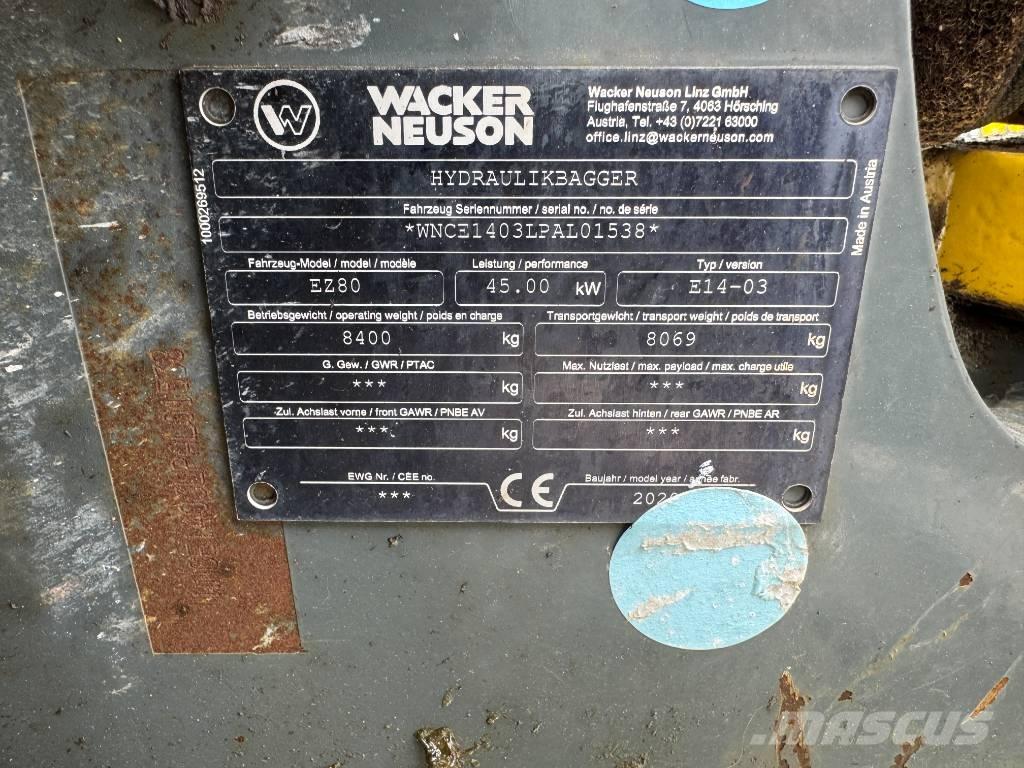 W
WACKER
NEUSON
Wacker Neuson Linz GmbH
Flughafenstraße 7, 4063 Hörsching
Austria, Tel. +43 (0)7221 63000
office.linz@wackerneuson.com
1000269512
HYDRAULIKBAGGER
Made in Austria
Fahrzeug Seriennummer / serial no. / no. de série
*WNCE1403LPAL01538*
Fahrzeug-Model / model / modèle Leistung / performance Typ / version
EZ80 45.00 kW E14-03
Betriebsgewicht / operating weight / poids en charge Transportgewicht / transport weight / poids de transport
8400 kg 8069 kg
G. Gew. / GWR / PTAC Max. Nutzlast / max. payload / max. charge utile
*** kg *** kg
Zul. Achslast vorne / front GAWR / PNBE AV Zul. Achslast hinten / rear GAWR / PNBE AR
*** kg *** kg
EWG Nr. / CEE no. CE Baujahr / model year / année fabr.
*** 2020
MASCUS